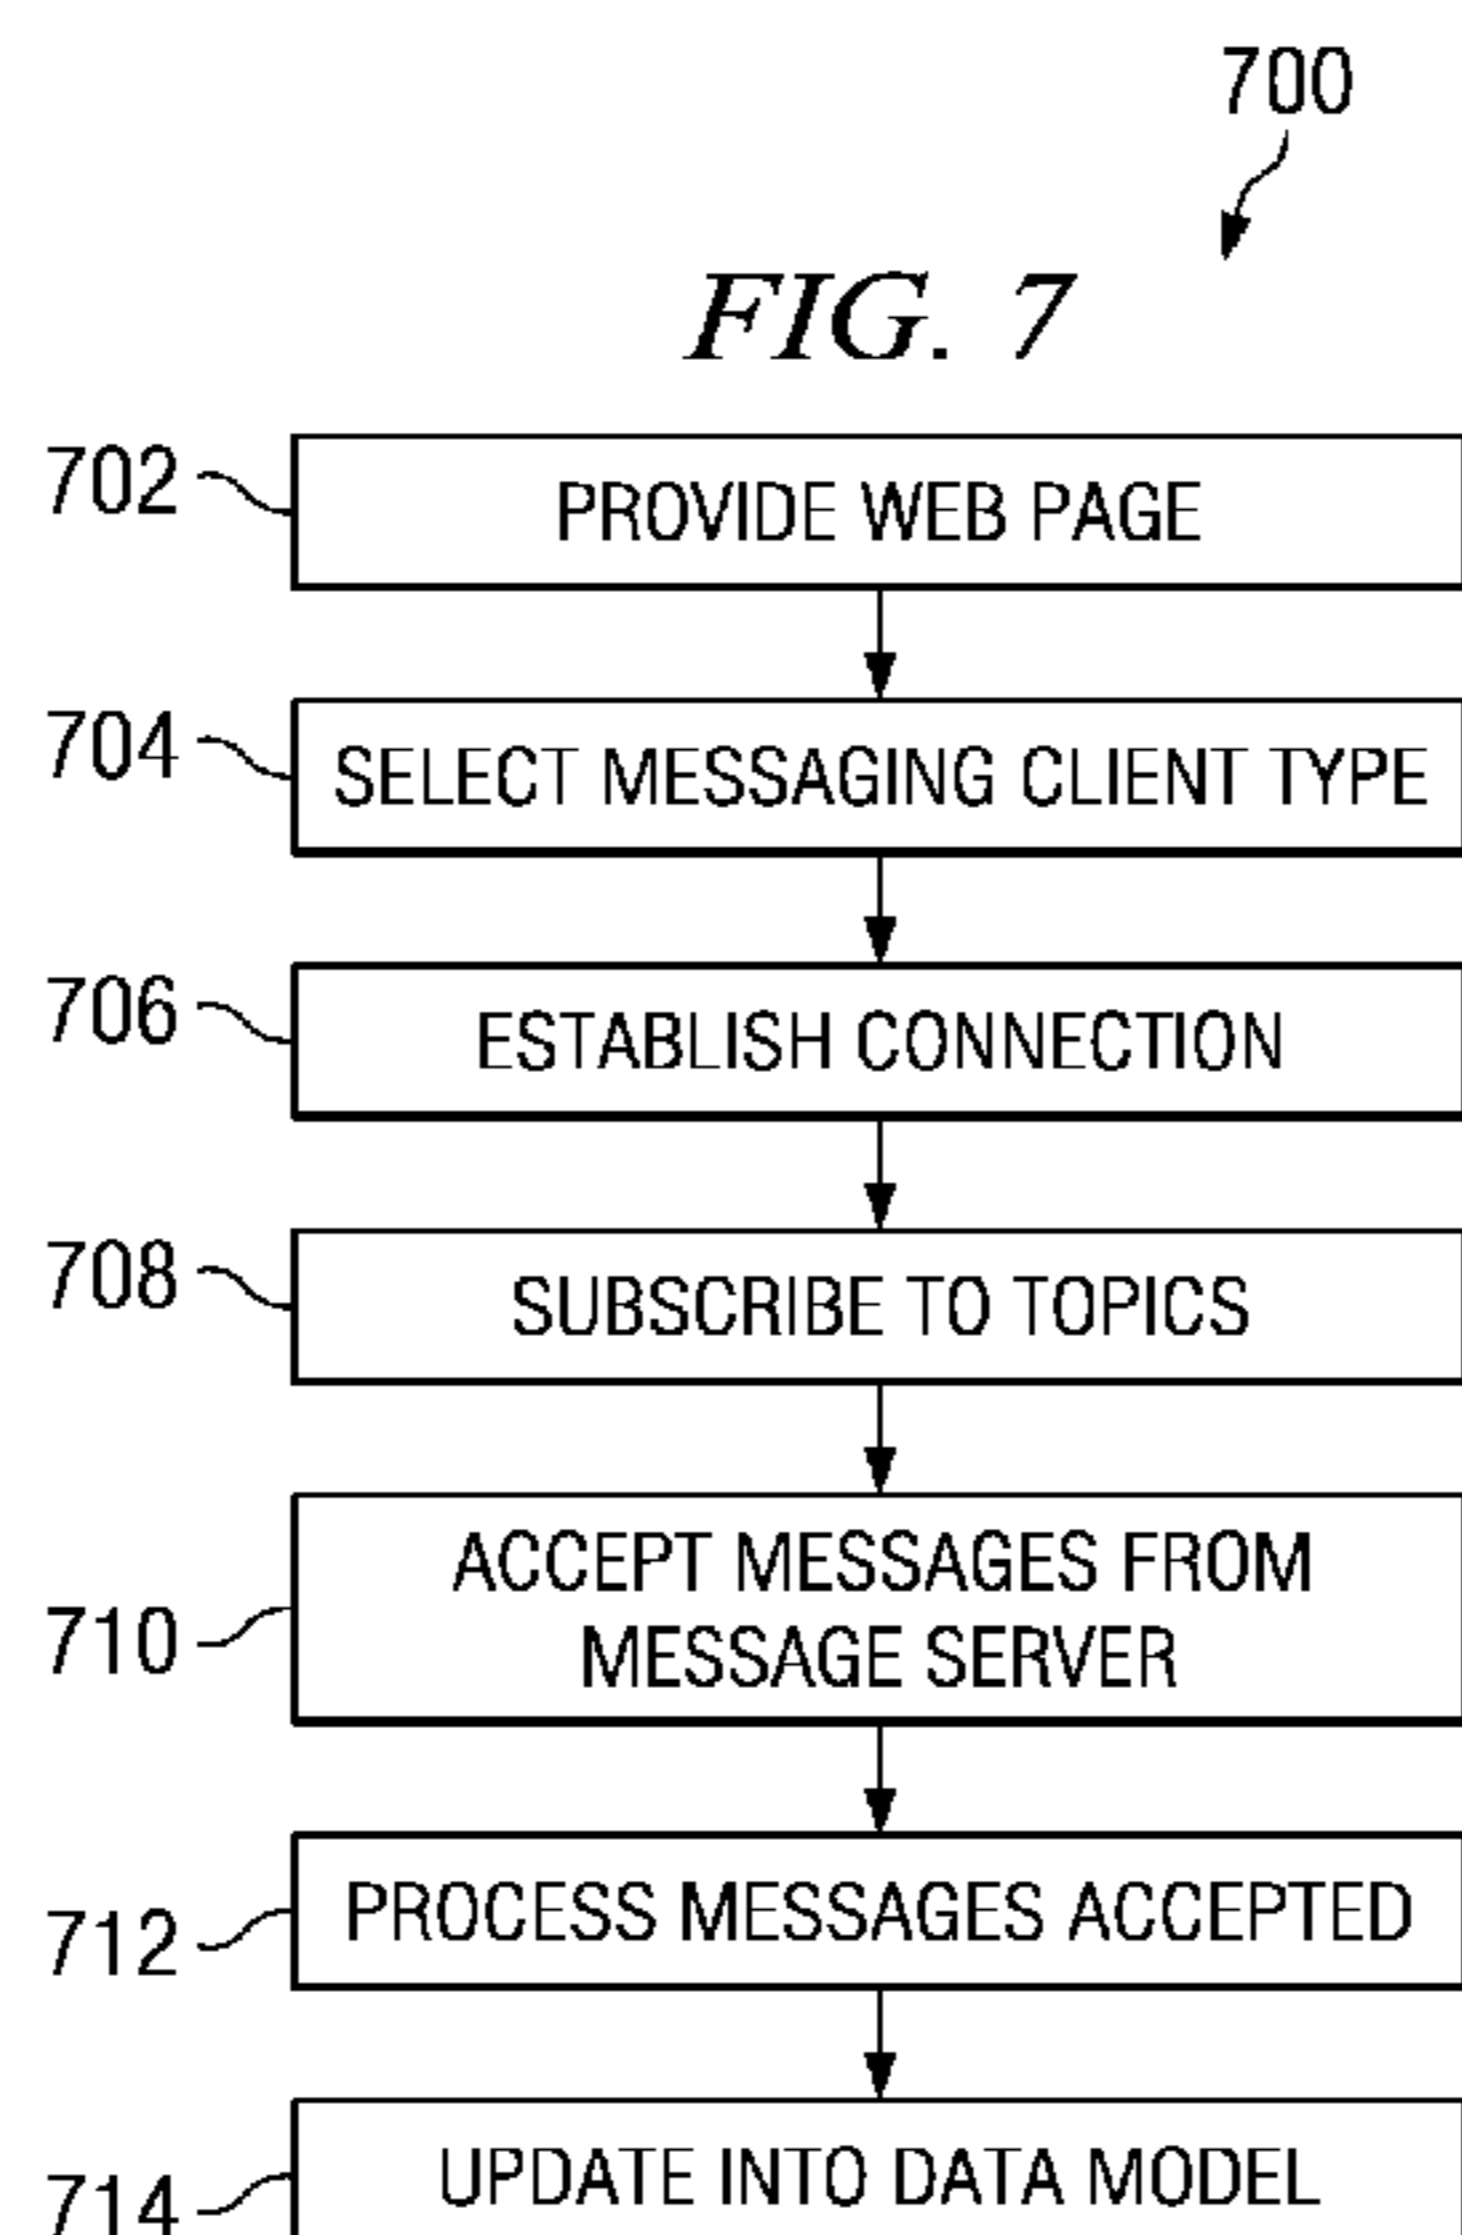 700
FIG. 7
702
PROVIDE WEB PAGE
704
SELECT MESSAGING CLIENT TYPE
706
ESTABLISH CONNECTION
708
SUBSCRIBE TO TOPICS
710
ACCEPT MESSAGES FROM
MESSAGE SERVER
712
PROCESS MESSAGES ACCEPTED
714
UPDATE INTO DATA MODEL